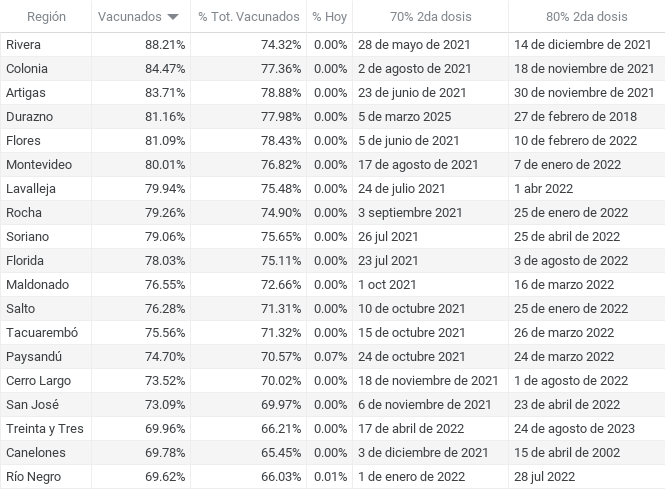 Región Vacunados % Tot. Vacunados % Hoy 70% 2da dosis 80% 2da dosis
Rivera 88.21% 74.32% 0.00% 28 de mayo de 2021 14 de diciembre de 2021
Colonia 84.47% 77.36% 0.00% 2 de agosto de 2021 18 de noviembre de 2021
Artigas 83.71% 78.88% 0.00% 23 de junio de 2021 30 de noviembre de 2021
Durazno 81.16% 77.98% 0.00% 5 de marzo 2025 27 de febrero de 2018
Flores 81.09% 78.43% 0.00% 5 de junio de 2021 10 de febrero de 2022
Montevideo 80.01% 76.82% 0.00% 17 de agosto de 2021 7 de enero de 2022
Lavalleja 79.94% 75.48% 0.00% 24 de julio 2021 1 abr 2022
Rocha 79.26% 74.90% 0.00% 3 septiembre 2021 25 de enero de 2022
Soriano 79.06% 75.65% 0.00% 26 jul 2021 25 de abril de 2022
Florida 78.03% 75.11% 0.00% 23 jul 2021 3 de agosto de 2022
Maldonado 76.55% 72.66% 0.00% 1 oct 2021 16 de marzo 2022
Salto 76.28% 71.31% 0.00% 10 de octubre 2021 25 de enero de 2022
Tacuarembó 75.56% 71.32% 0.00% 15 de octubre 2021 26 de marzo 2022
Paysandú 74.70% 70.57% 0.07% 24 de octubre 2021 24 de marzo 2022
Cerro Largo 73.52% 70.02% 0.00% 18 de noviembre de 2021 1 de agosto de 2022
San José 73.09% 69.97% 0.00% 6 de noviembre de 2021 23 de abril de 2022
Treinta y Tres 69.96% 66.21% 0.00% 17 de abril de 2022 24 de agosto de 2023
Canelones 69.78% 65.45% 0.00% 3 de diciembre de 2021 15 de abril de 2002
Río Negro 69.62% 66.03% 0.01% 1 de enero de 2022 28 jul 2022